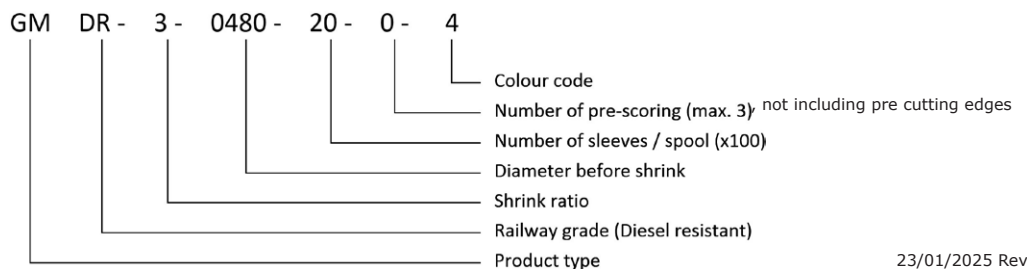 GM DR - 3 - 0480 - 20 - 0 - 4
Colour code
Number of pre-scoring (max. 3), not including pre cutting edges
Number of sleeves / spool (x100)
Diameter before shrink
Shrink ratio
Railway grade (Diesel resistant)
Product type
23/01/2025 Rev